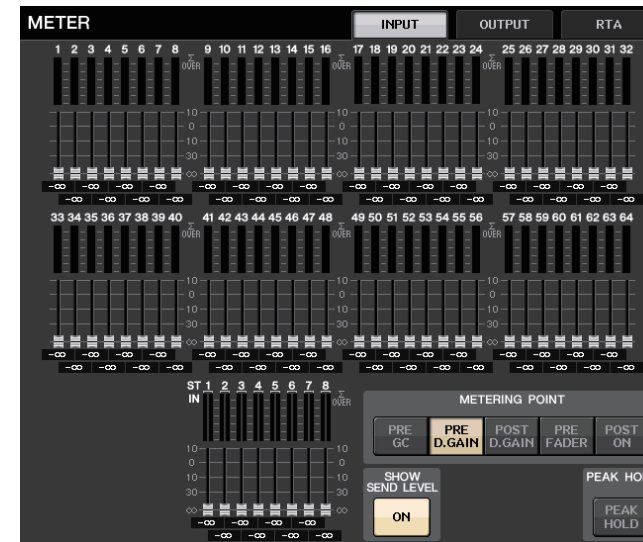 METER INPUT OUTPUT RTA
1 2 3 4 5 6 7 8 9 10 11 12 13 14 15 16 17 18 19 20 21 22 23 24 25 26 27 28 29 30 31 32
Σ Σ Σ
OVER OVER OVER
10 10 10
0 0 0
10 10 10
30 30 30
∞ ∞ ∞
-∞ -∞ -∞ -∞ -∞ -∞ -∞ -∞ -∞ -∞ -∞ -∞ -∞ -∞ -∞ -∞
-∞ -∞ -∞ -∞ -∞ -∞ -∞ -∞ -∞ -∞ -∞ -∞ -∞ -∞ -∞ -∞
33 34 35 36 37 38 39 40 41 42 43 44 45 46 47 48 49 50 51 52 53 54 55 56 57 58 59 60 61 62 63 64
Σ Σ Σ
OVER OVER OVER
10 10 10
0 0 0
10 10 10
30 30 30
∞ ∞ ∞
-∞ -∞ -∞ -∞ -∞ -∞ -∞ -∞ -∞ -∞ -∞ -∞ -∞ -∞ -∞ -∞
-∞ -∞ -∞ -∞ -∞ -∞ -∞ -∞ -∞ -∞ -∞ -∞ -∞ -∞ -∞ -∞
ST IN 1 2 3 4 5 6 7 8
Σ
OVER
10 10
0 0
10 10
30 30
∞ ∞
-∞ -∞ -∞ -∞
-∞ -∞ -∞ -∞
METERING POINT
PRE GC
PRE D.GAIN
POST D.GAIN
PRE FADER
POST ON
SHOW SEND LEVEL
ON
PEAK HO
PEAK HOLD